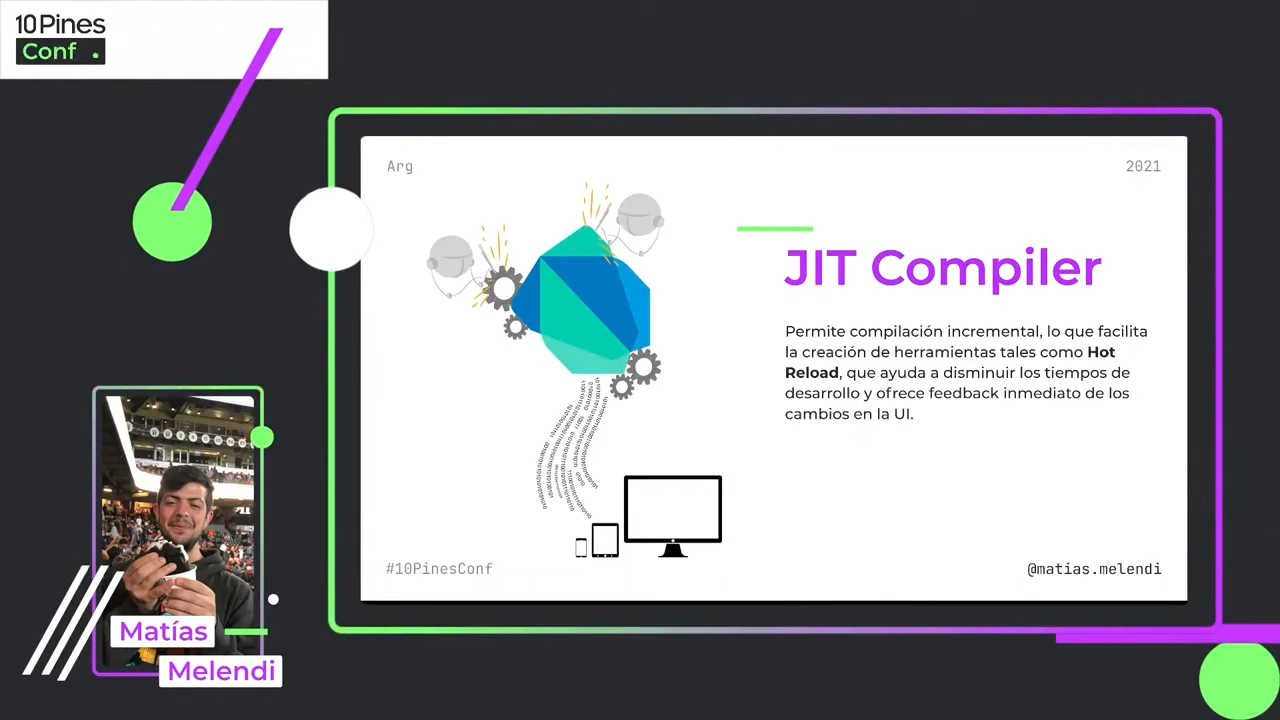 10Pines
Conf
Arg
2021
JIT Compiler
Permite compilación incremental, lo que facilita
la creación de herramientas tales como Hot
Reload, que ayuda a disminuir los tiempos de
desarrollo y ofrece feedback inmediato de los
cambios en la UI.
#10PinesConf
@matias.melendi
Matías
Melendi